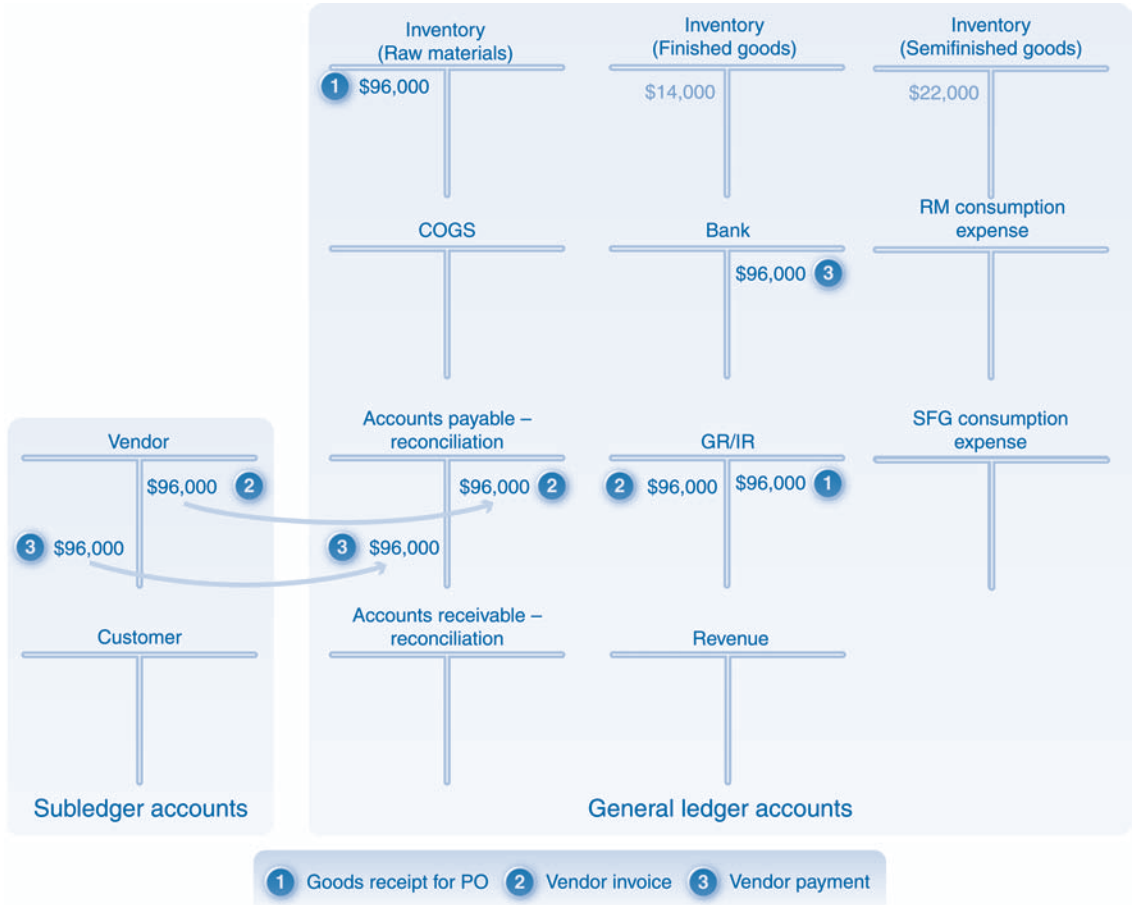 Inventory
(Raw materials)
Inventory
(Finished goods)
Inventory
(Semifinished goods)
1 $96,000
$14,000
$22,000
COGS
Bank
RM consumption
expense
$96,000 3
Vendor
Accounts payable –
reconciliation
GR/IR
SFG consumption
expense
$96,000 2
$96,000 2
2 $96,000
$96,000 1
3 $96,000
3 $96,000
Customer
Accounts receivable –
reconciliation
Revenue
Subledger accounts
General ledger accounts
1 Goods receipt for PO 2 Vendor invoice 3 Vendor payment